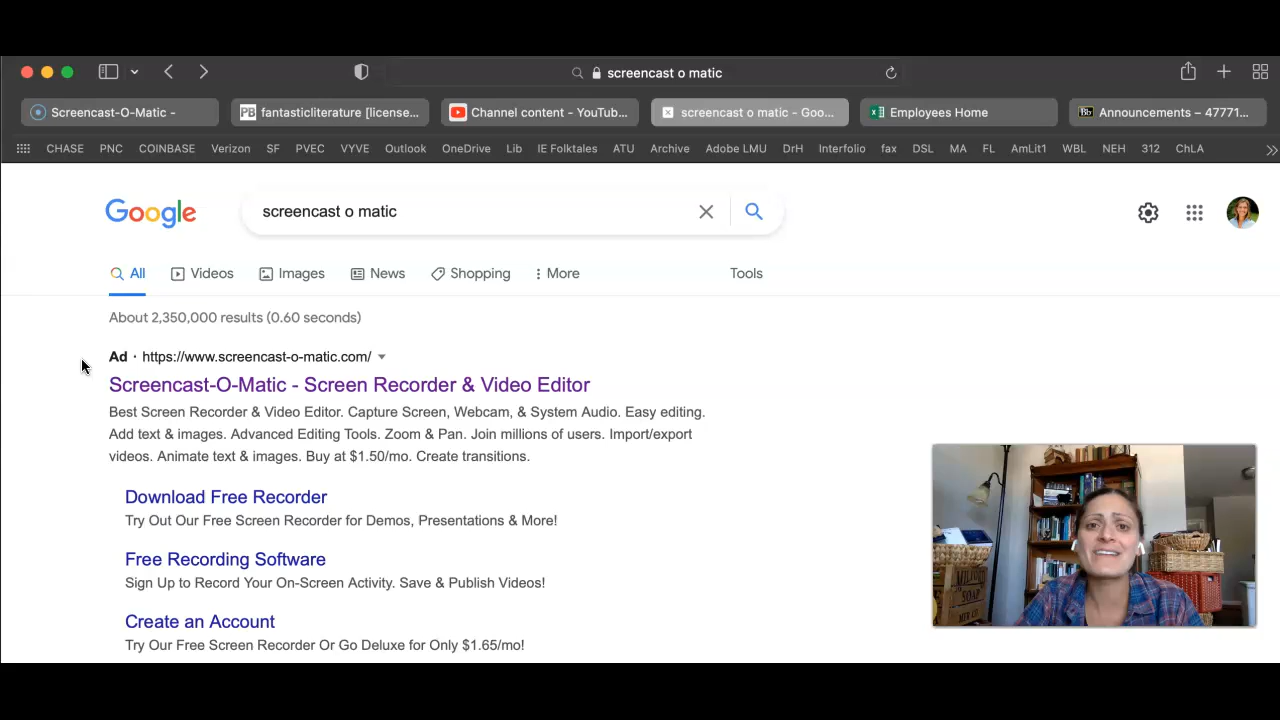 screencast o matic
Screencast-O-Matic -
PB fantasticliterature [license...
Channel content - YouTub...
screencast o matic - Goo...
Employees Home
Bb Announcements – 47771...
CHASE PNC COINBASE Verizon SF PVEC VYVE Outlook OneDrive Lib IE Folktales ATU Archive Adobe LMU DrH Interfolio fax DSL MA FL AmLit1 WBL NEH 312 ChLA
Google
screencast o matic
All Videos Images News Shopping More Tools
About 2,350,000 results (0.60 seconds)
Ad · https://www.screencast-o-matic.com/
Screencast-O-Matic - Screen Recorder & Video Editor
Best Screen Recorder & Video Editor. Capture Screen, Webcam, & System Audio. Easy editing.
Add text & images. Advanced Editing Tools. Zoom & Pan. Join millions of users. Import/export
videos. Animate text & images. Buy at $1.50/mo. Create transitions.
Download Free Recorder
Try Out Our Free Screen Recorder for Demos, Presentations & More!
Free Recording Software
Sign Up to Record Your On-Screen Activity. Save & Publish Videos!
Create an Account
Try Our Free Screen Recorder Or Go Deluxe for Only $1.65/mo!
SOAP